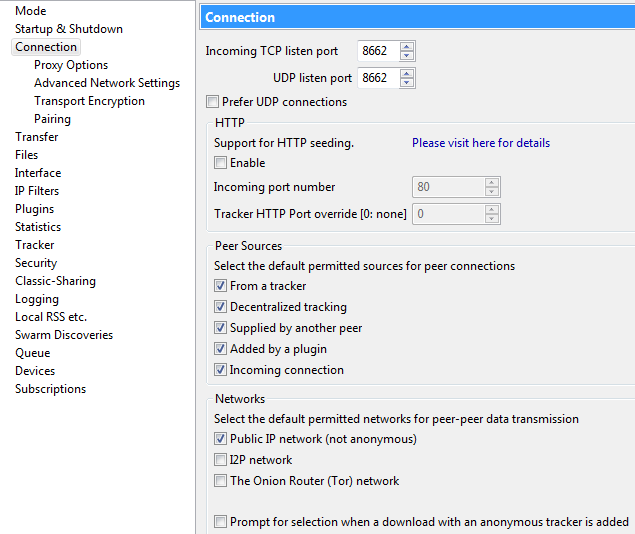 Mode
Startup & Shutdown
Connection
Proxy Options
Advanced Network Settings
Transport Encryption
Pairing
Transfer
Files
Interface
IP Filters
Plugins
Statistics
Tracker
Security
Classic-Sharing
Logging
Local RSS etc.
Swarm Discoveries
Queue
Devices
Subscriptions
Connection
Incoming TCP listen port 8662
UDP listen port 8662
Prefer UDP connections
HTTP
Support for HTTP seeding. Please visit here for details
Enable
Incoming port number 80
Tracker HTTP Port override [0: none] 0
Peer Sources
Select the default permitted sources for peer connections
From a tracker
Decentralized tracking
Supplied by another peer
Added by a plugin
Incoming connection
Networks
Select the default permitted networks for peer-peer data transmission
Public IP network (not anonymous)
I2P network
The Onion Router (Tor) network
Prompt for selection when a download with an anonymous tracker is added